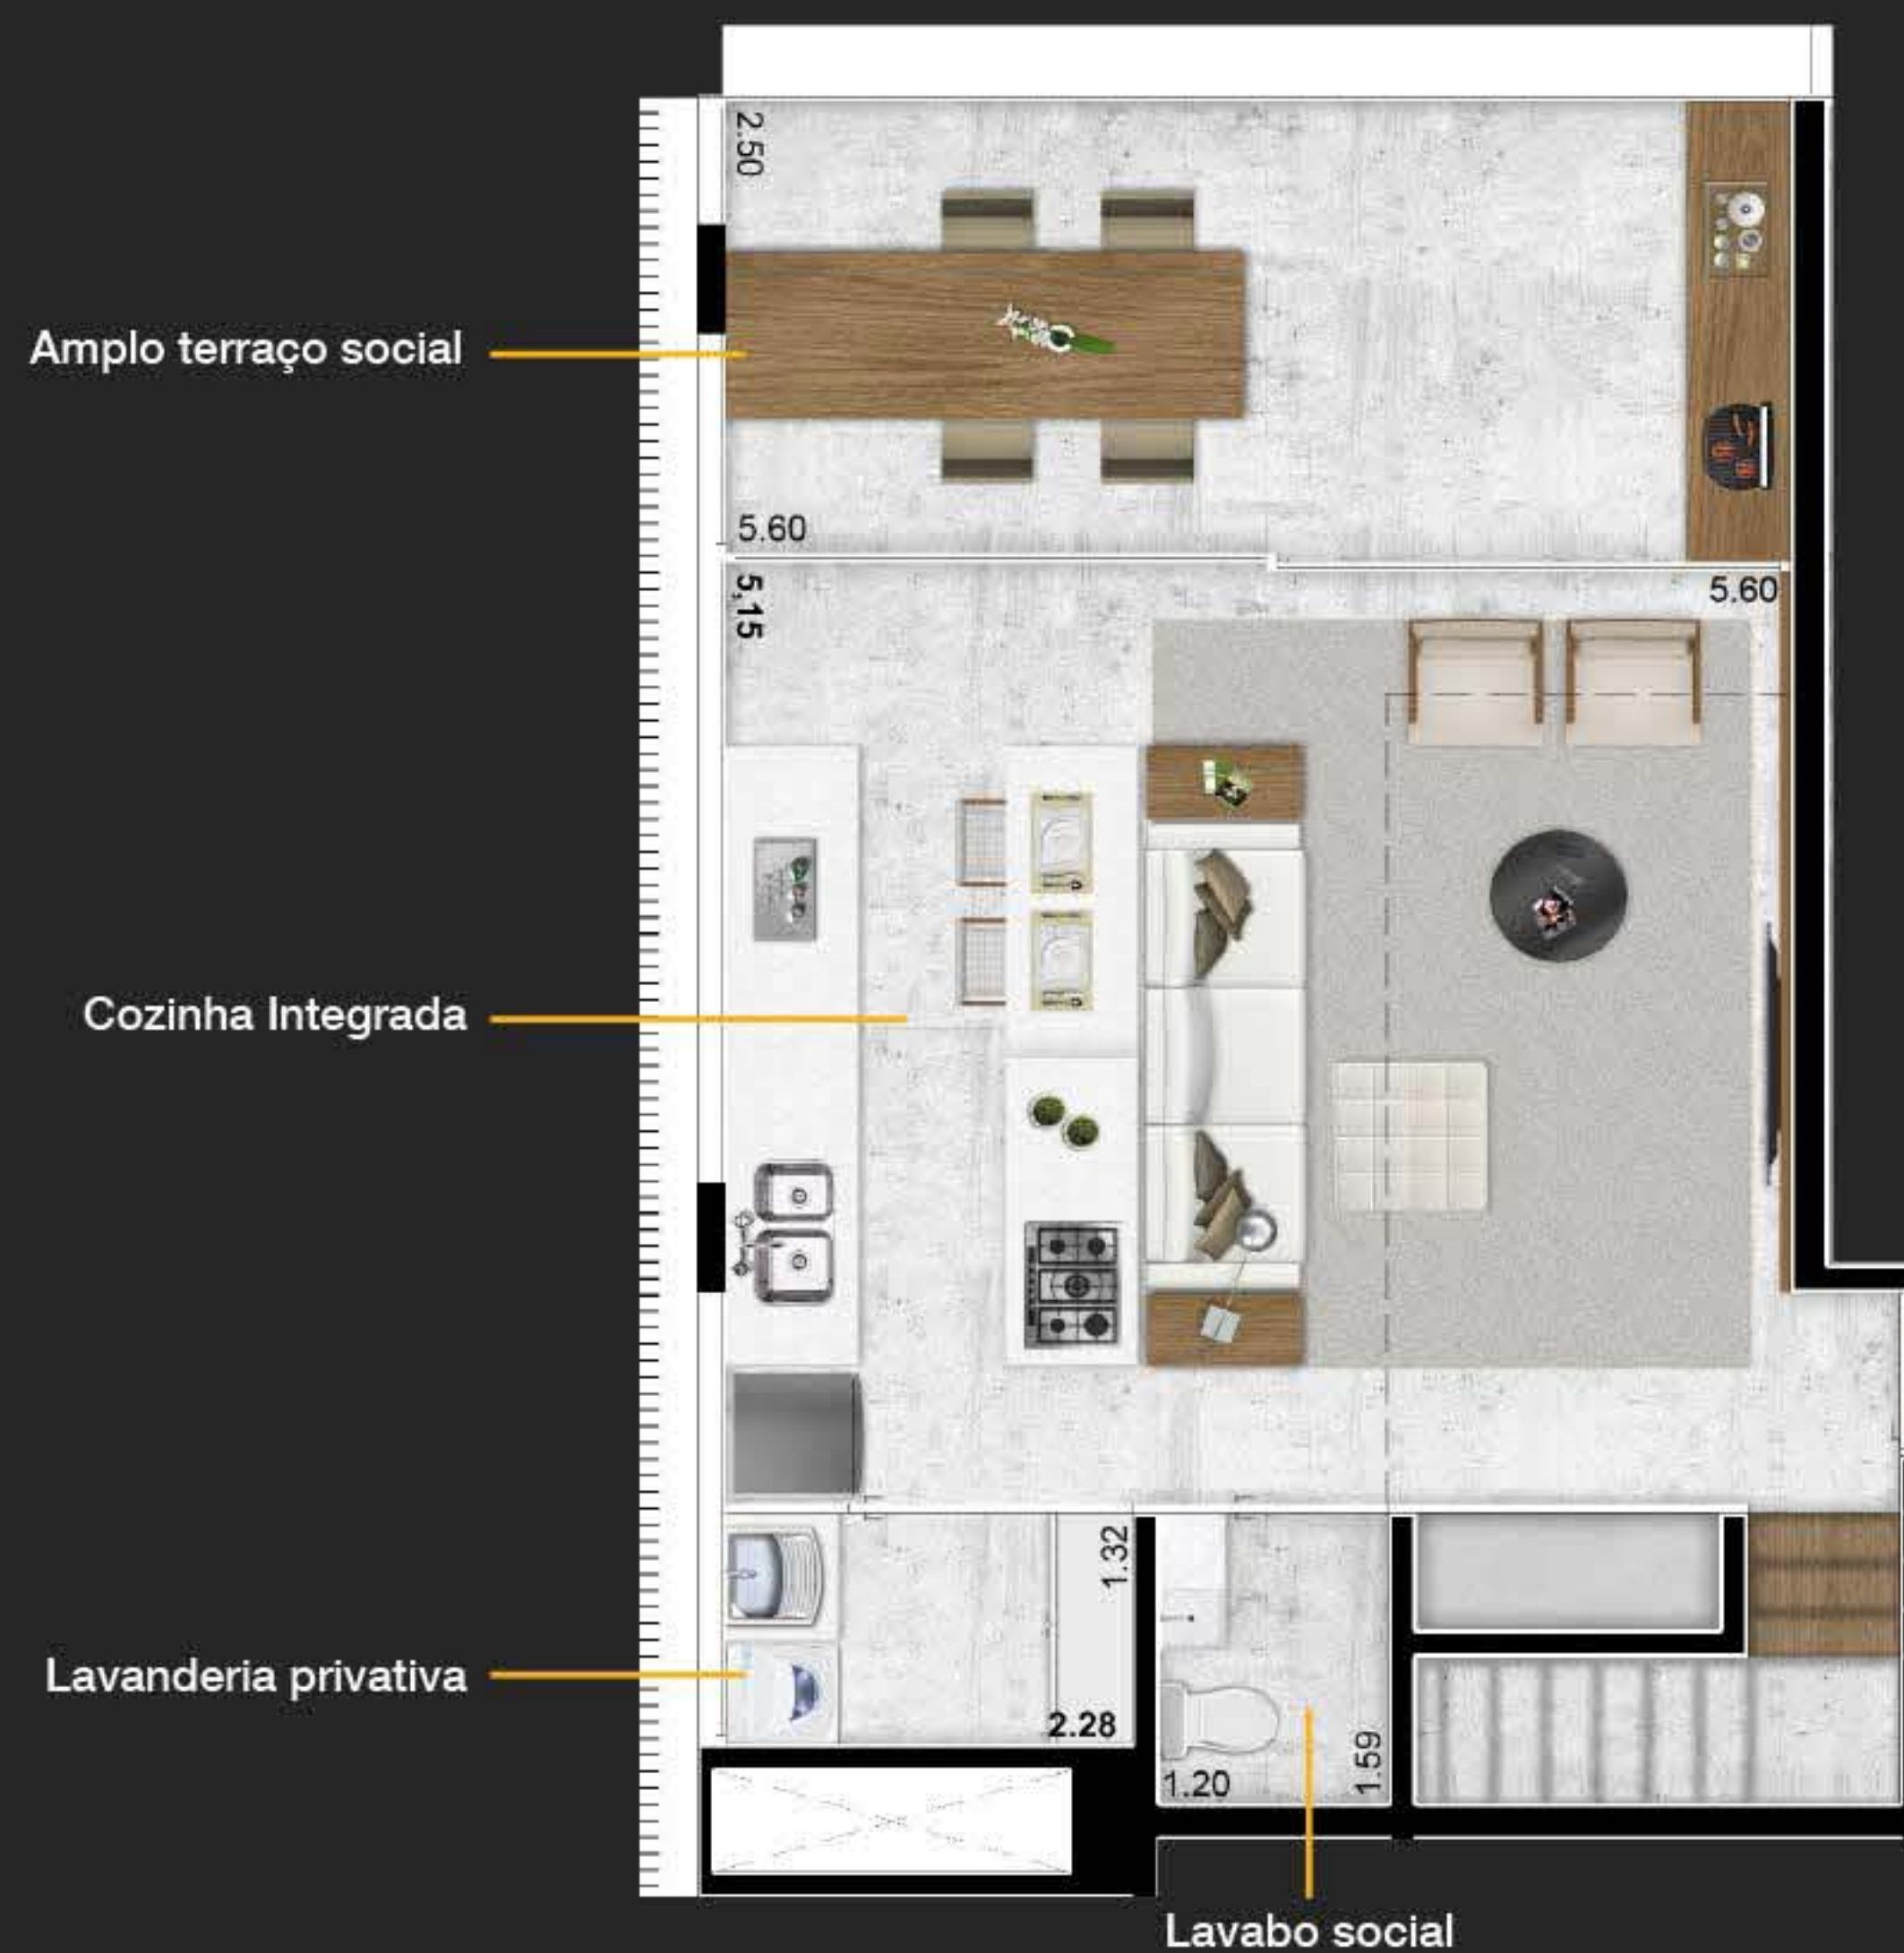 2.50
Amplo terraço social
5.60
5,15
5.60
Cozinha Integrada
1.32
Lavanderia privativa
2.28
1.59
1.20
Lavabo social